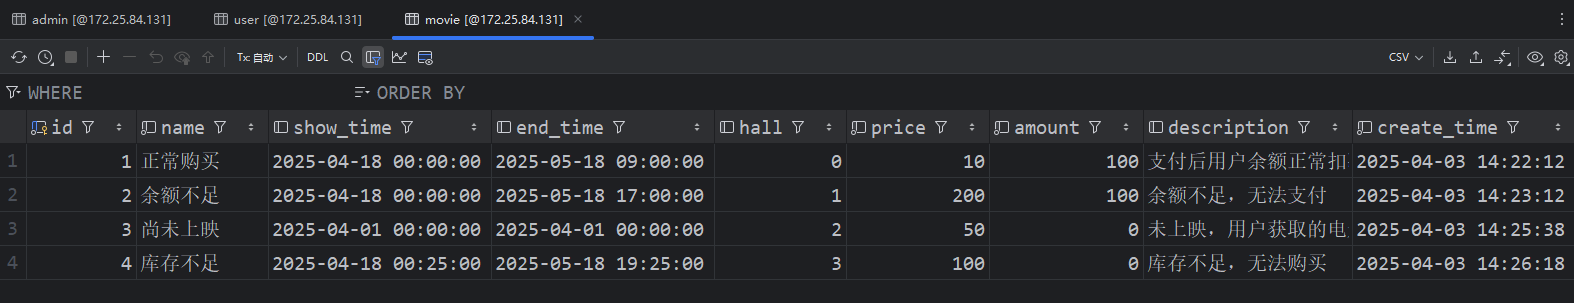 admin [@172.25.84.131] user [@172.25.84.131] movie [@172.25.84.131]
Tx: 自动 DDL CSV
WHERE ORDER BY
id name show_time end_time hall price amount description create_time
1 1 正常购买 2025-04-18 00:00:00 2025-05-18 09:00:00 0 10 100 支付后用户余额正常扣 2025-04-03 14:22:12
2 2 余额不足 2025-04-18 00:00:00 2025-05-18 17:00:00 1 200 100 余额不足，无法支付 2025-04-03 14:23:12
3 3 尚未上映 2025-04-01 00:00:00 2025-04-01 00:00:00 2 50 0 未上映，用户获取的电 2025-04-03 14:25:38
4 4 库存不足 2025-04-18 00:25:00 2025-05-18 19:25:00 3 100 0 库存不足，无法购买 2025-04-03 14:26:18